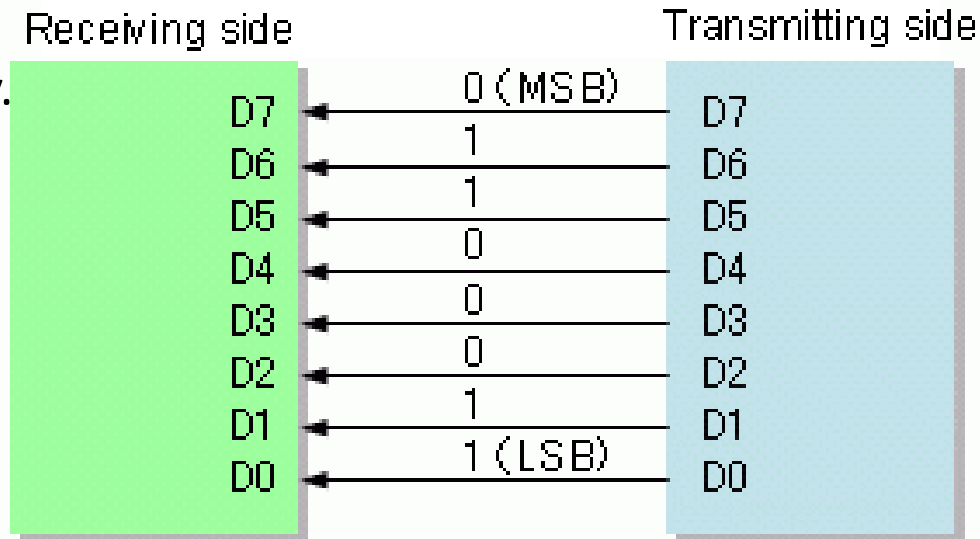 Receiving side Transmitting side
0 (MSB)
D7 D7
1
D6 D6
1
D5 D5
0
D4 D4
0
D3 D3
0
D2 D2
1
D1 D1
1 (LSB)
D0 D0